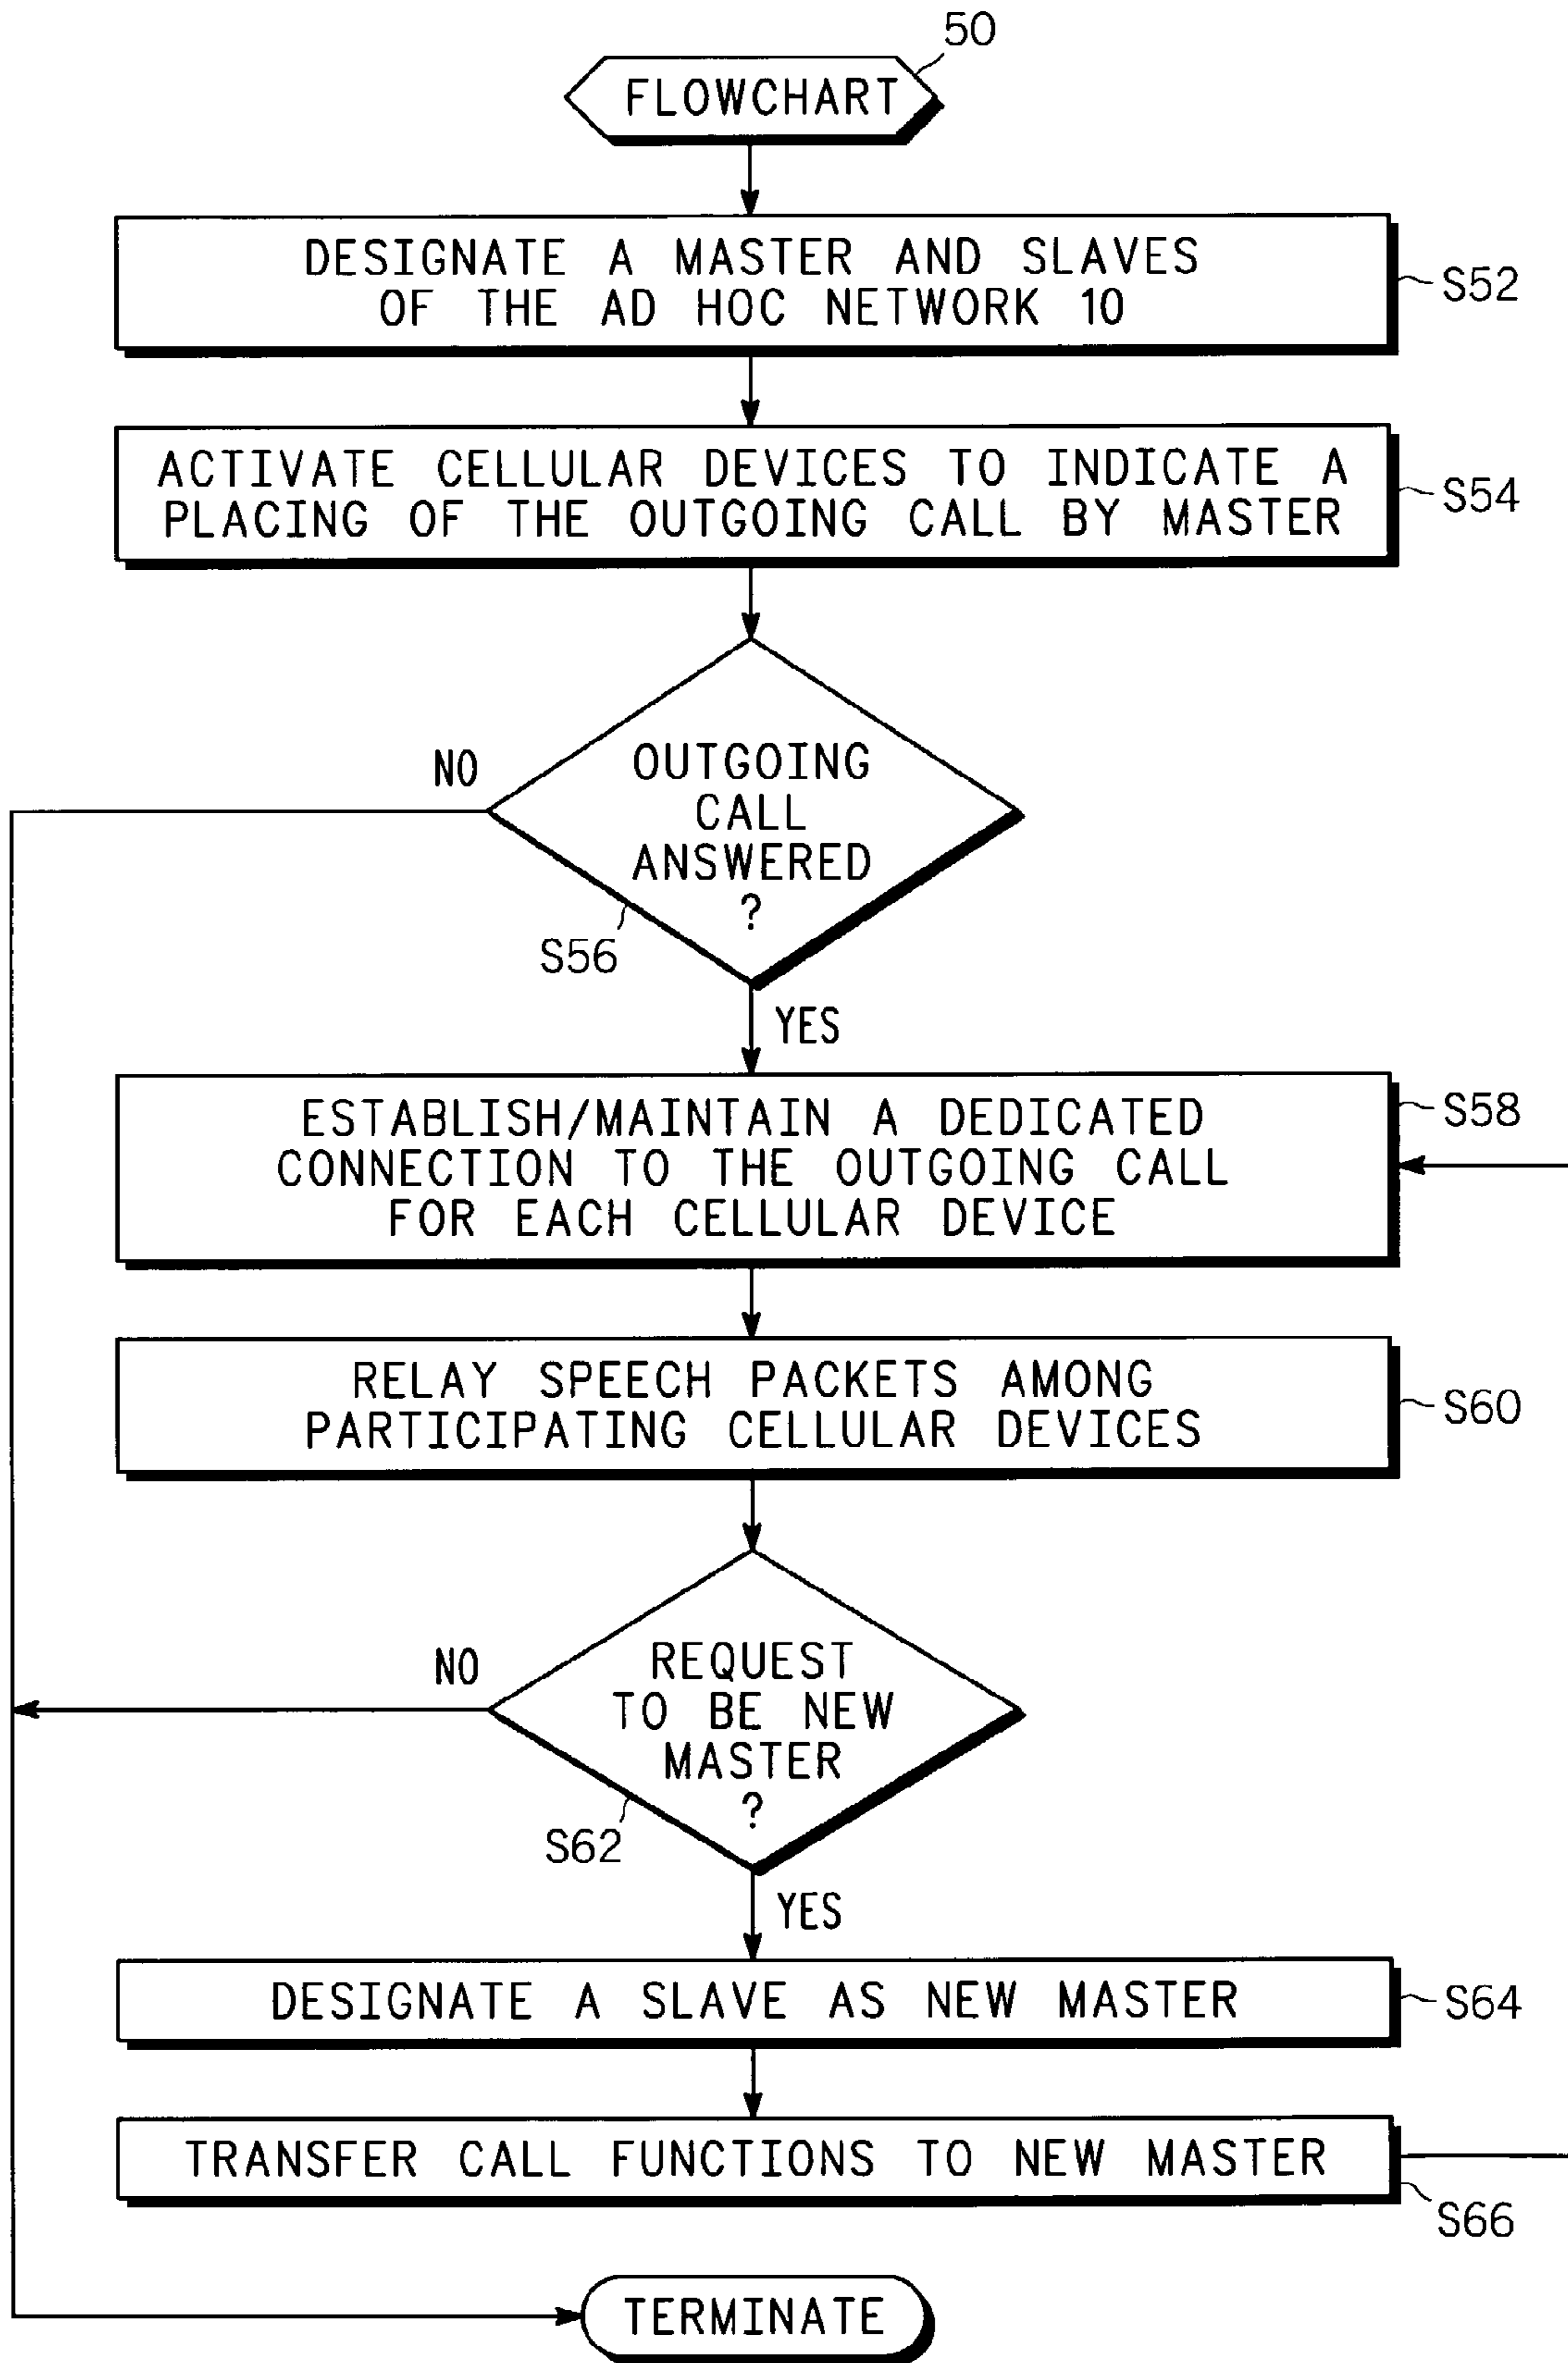 50
FLOWCHART
DESIGNATE A MASTER AND SLAVES
OF THE AD HOC NETWORK 10
S52
ACTIVATE CELLULAR DEVICES TO INDICATE A
PLACING OF THE OUTGOING CALL BY MASTER
S54
NO
OUTGOING
CALL
ANSWERED
?
S56
YES
ESTABLISH/MAINTAIN A DEDICATED
CONNECTION TO THE OUTGOING CALL
FOR EACH CELLULAR DEVICE
S58
RELAY SPEECH PACKETS AMONG
PARTICIPATING CELLULAR DEVICES
S60
NO
REQUEST
TO BE NEW
MASTER
?
S62
YES
DESIGNATE A SLAVE AS NEW MASTER
S64
TRANSFER CALL FUNCTIONS TO NEW MASTER
S66
TERMINATE